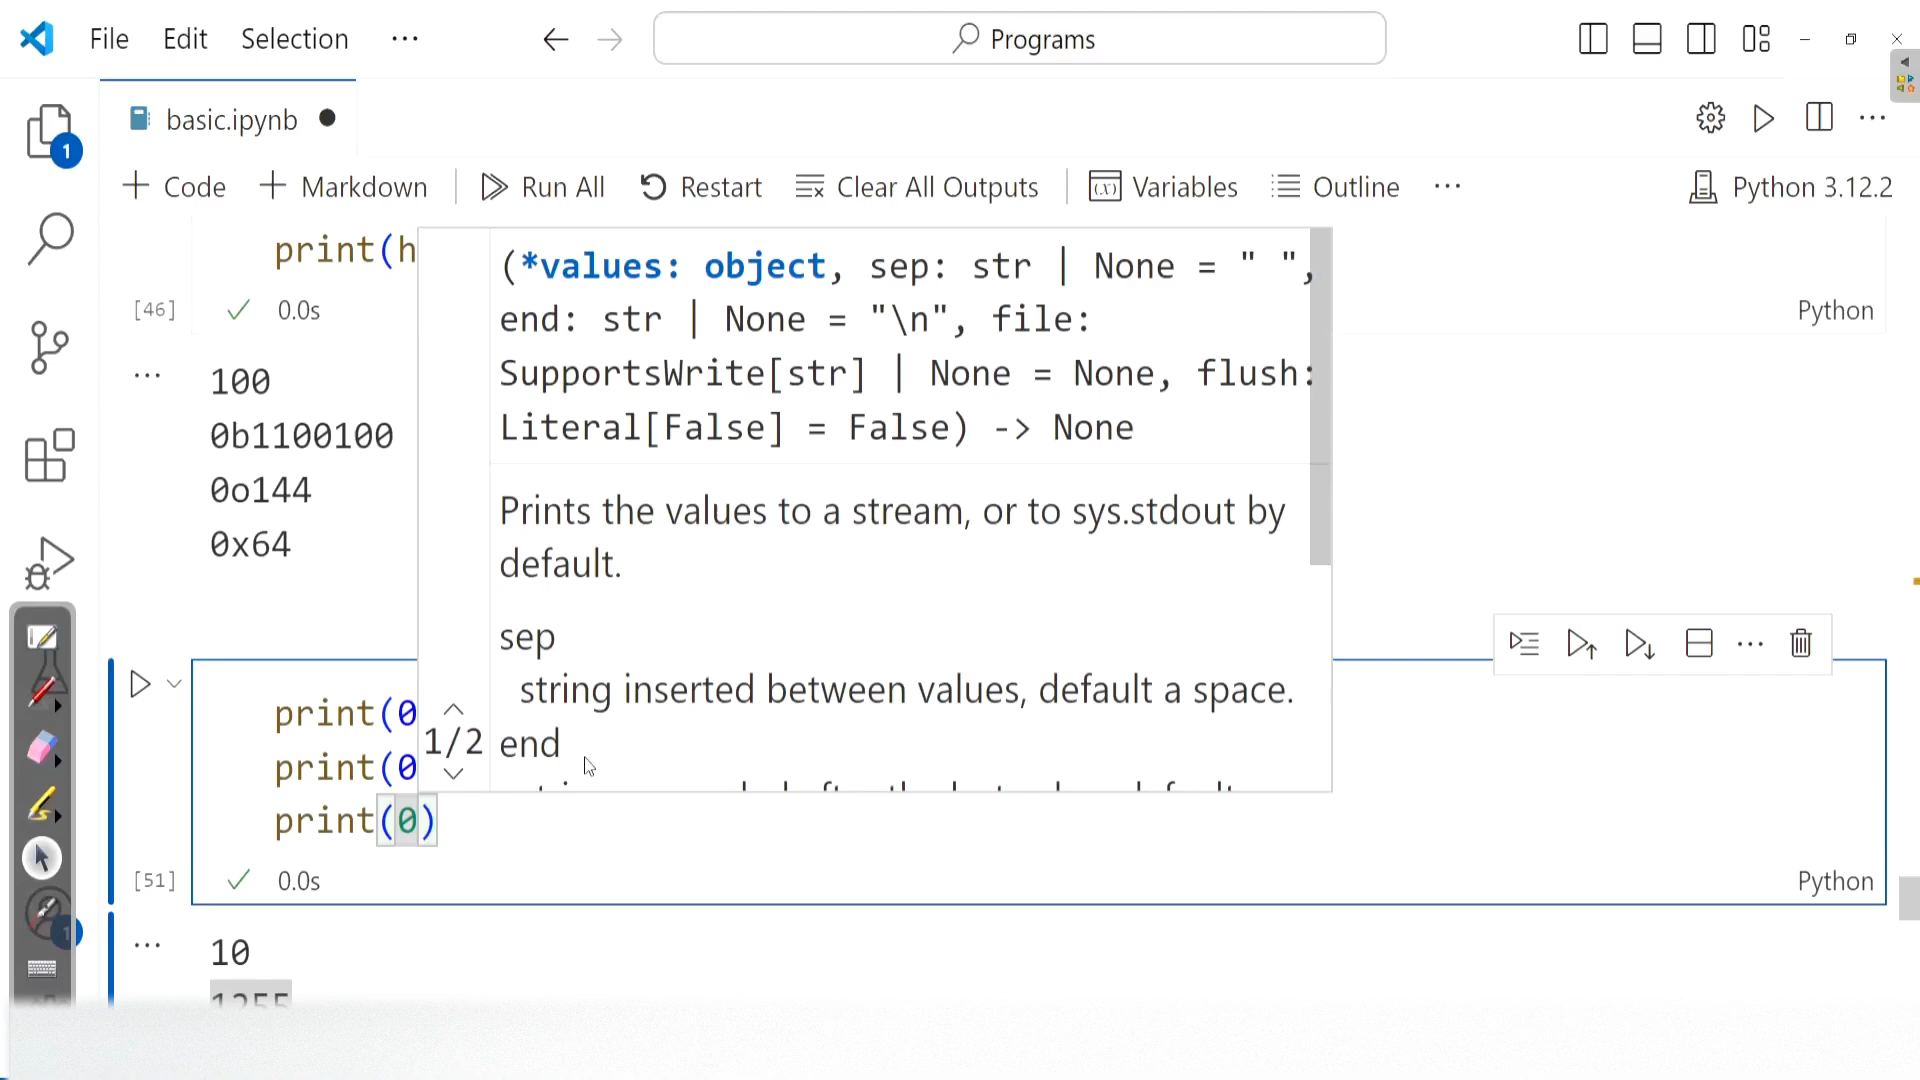 File Edit Selection ··· Programs
1 basic.ipynb
Code Markdown Run All Restart Clear All Outputs (x) Variables Outline ··· Python 3.12.2
print(h
[46] 0.0s Python
100
0b1100100
0o144
0x64
(*values: object, sep: str | None = " ",
end: str | None = "\n", file:
SupportsWrite[str] | None = None, flush:
Literal[False] = False) -> None
Prints the values to a stream, or to sys.stdout by
default.
sep
string inserted between values, default a space.
end
1/2
print(0
print(0
print(0)
[51] 0.0s Python
1
10
1255